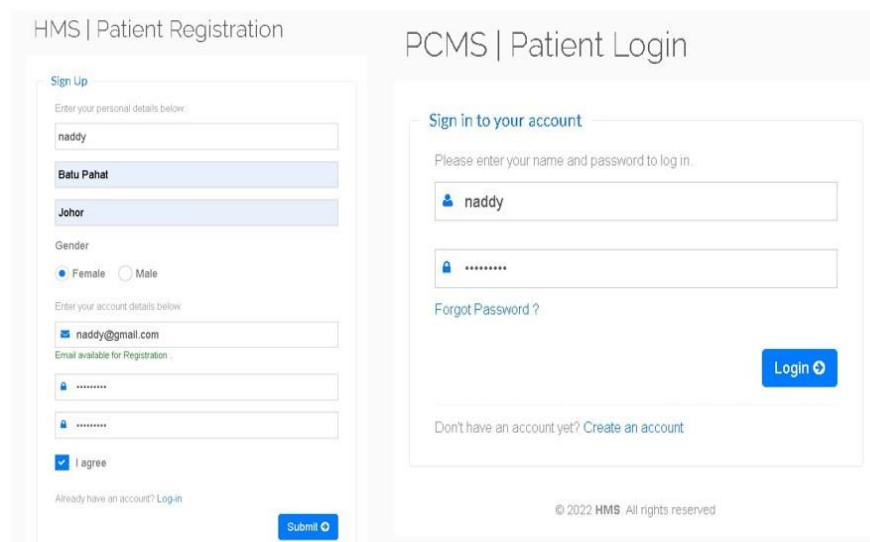 HMS | Patient Registration
Sign Up
Enter your personal details below:
naddy
Batu Pahat
Johor
Gender
Female Male
Enter your account details below:
naddy@gmail.com
Email available for Registration .
•••••••••
•••••••••
I agree
Already have an account? Log-in
Submit
PCMS | Patient Login
Sign in to your account
Please enter your name and password to log in.
naddy
•••••••••
Forgot Password ?
Login
Don't have an account yet? Create an account
© 2022 HMS. All rights reserved